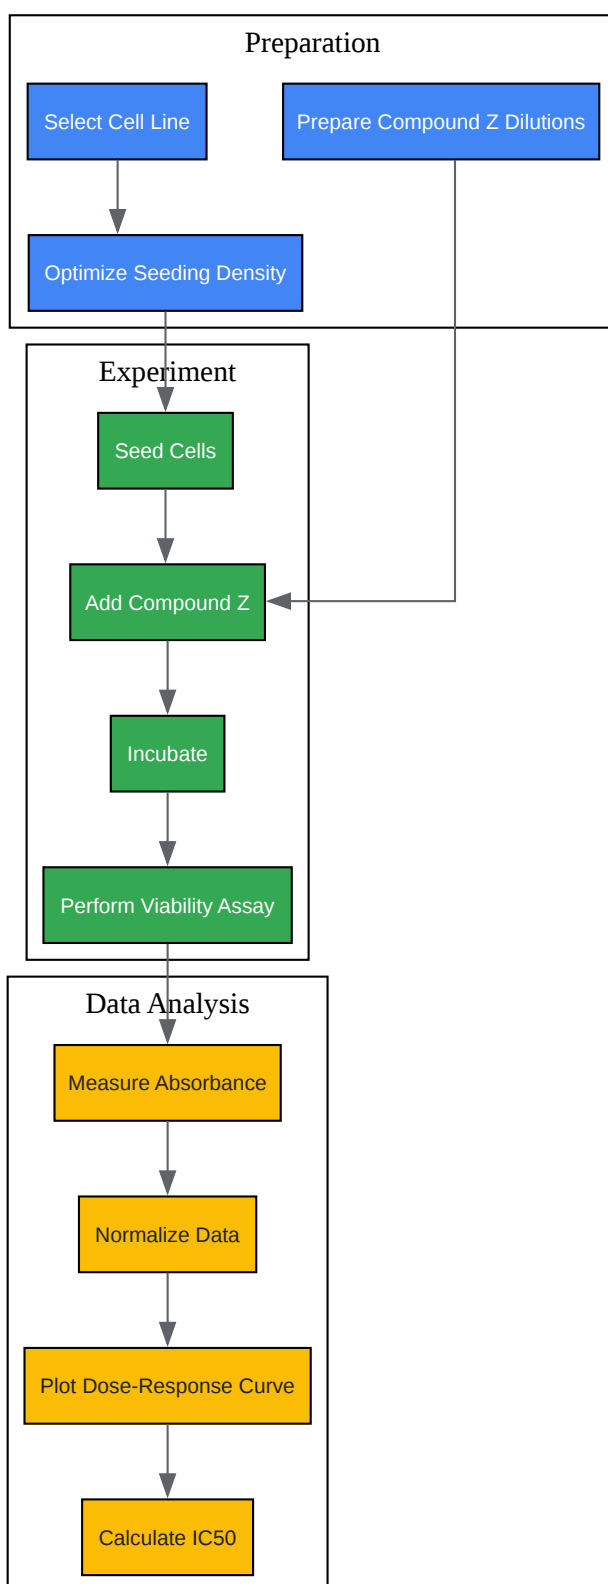 Preparation
Select Cell Line
Prepare Compound Z Dilutions
Optimize Seeding Density
Experiment
Seed Cells
Add Compound Z
Incubate
Perform Viability Assay
Data Analysis
Measure Absorbance
Normalize Data
Plot Dose-Response Curve
Calculate IC50